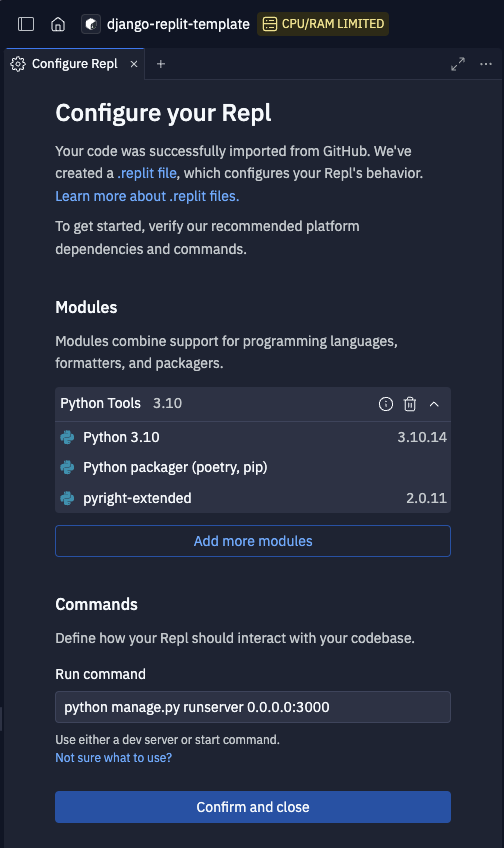 django-replit-template CPU/RAM LIMITED
Configure Repl
Configure your Repl
Your code was successfully imported from GitHub. We've
created a .replit file, which configures your Repl's behavior.
Learn more about .replit files.
To get started, verify our recommended platform
dependencies and commands.
Modules
Modules combine support for programming languages,
formatters, and packagers.
Python Tools 3.10
Python 3.10 3.10.14
Python packager (poetry, pip)
pyright-extended 2.0.11
Add more modules
Commands
Define how your Repl should interact with your codebase.
Run command
python manage.py runserver 0.0.0.0:3000
Use either a dev server or start command.
Not sure what to use?
Confirm and close